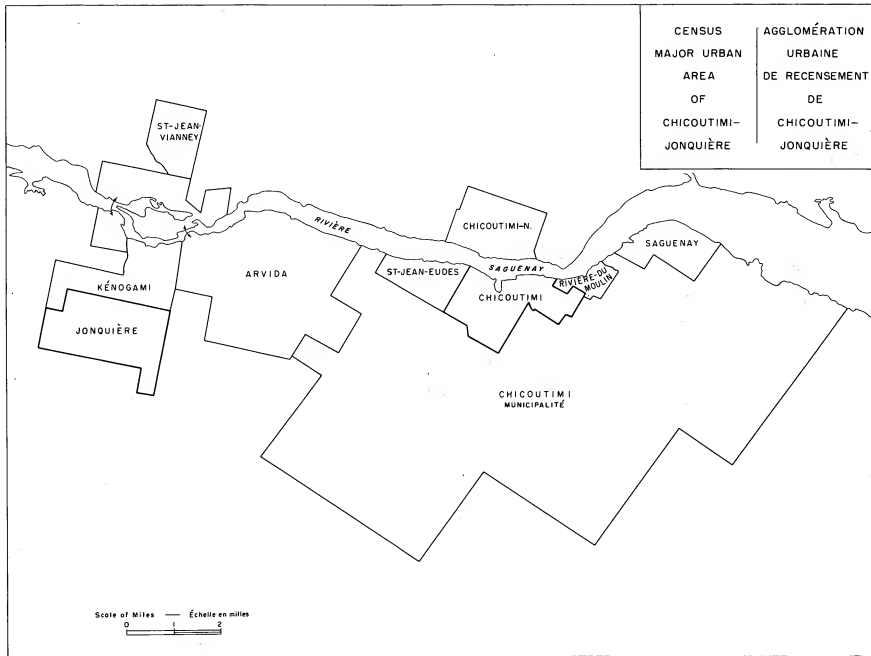 CENSUS
MAJOR URBAN
AREA
OF
CHICOUTIMI–
JONQUIÈRE
AGGLOMÉRATION
URBAINE
DE RECENSEMENT
DE
CHICOUTIMI–
JONQUIÈRE
ST-JEAN-
VIANNEY
RIVIÈRE
CHICOUTIMI-N.
SAGUENAY
SAGUENAY
ARVIDA
ST-JEAN-EUDES
RIVIÈRE-DU
MOULIN
KÉNOGAMI
CHICOUTIMI
JONQUIÈRE
CHICOUTIMI
MUNICIPALITÉ
Scale of Miles — Échelle en milles
0 1 2